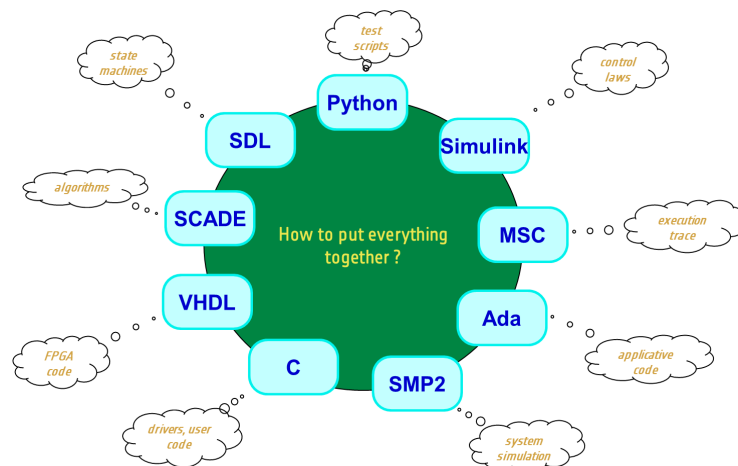 test
scripts
state
machines
control
laws
Python
SDL
Simulink
algorithms
SCADE
How to put everything
together ?
MSC
execution
trace
VHDL
Ada
FPGA
code
applicative
code
C
SMP2
drivers, user
code
system
simulation